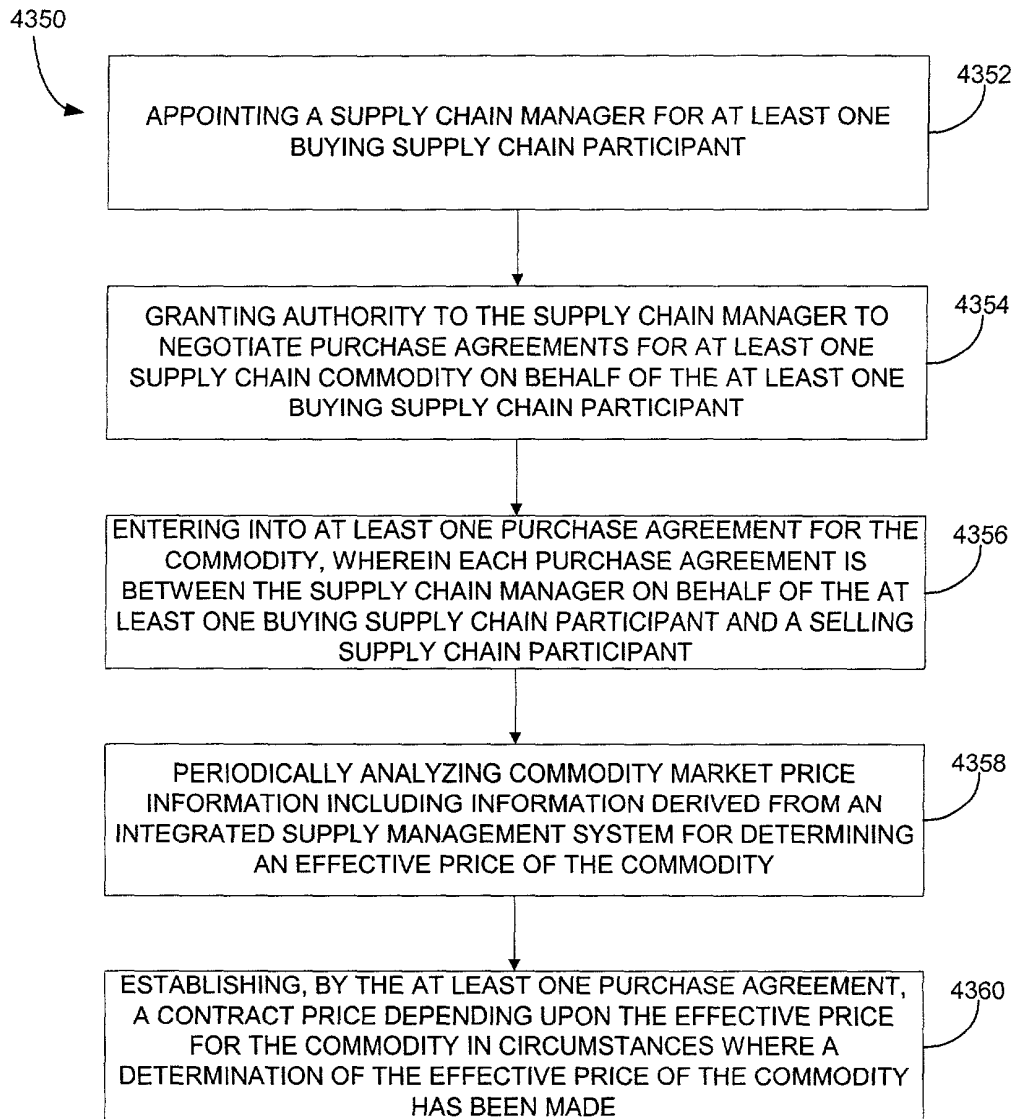 4350
4352
APPOINTING A SUPPLY CHAIN MANAGER FOR AT LEAST ONE
BUYING SUPPLY CHAIN PARTICIPANT
4354
GRANTING AUTHORITY TO THE SUPPLY CHAIN MANAGER TO
NEGOTIATE PURCHASE AGREEMENTS FOR AT LEAST ONE
SUPPLY CHAIN COMMODITY ON BEHALF OF THE AT LEAST ONE
BUYING SUPPLY CHAIN PARTICIPANT
4356
ENTERING INTO AT LEAST ONE PURCHASE AGREEMENT FOR THE
COMMODITY, WHEREIN EACH PURCHASE AGREEMENT IS
BETWEEN THE SUPPLY CHAIN MANAGER ON BEHALF OF THE AT
LEAST ONE BUYING SUPPLY CHAIN PARTICIPANT AND A SELLING
SUPPLY CHAIN PARTICIPANT
4358
PERIODICALLY ANALYZING COMMODITY MARKET PRICE
INFORMATION INCLUDING INFORMATION DERIVED FROM AN
INTEGRATED SUPPLY MANAGEMENT SYSTEM FOR DETERMINING
AN EFFECTIVE PRICE OF THE COMMODITY
4360
ESTABLISHING, BY THE AT LEAST ONE PURCHASE AGREEMENT,
A CONTRACT PRICE DEPENDING UPON THE EFFECTIVE PRICE
FOR THE COMMODITY IN CIRCUMSTANCES WHERE A
DETERMINATION OF THE EFFECTIVE PRICE OF THE COMMODITY
HAS BEEN MADE